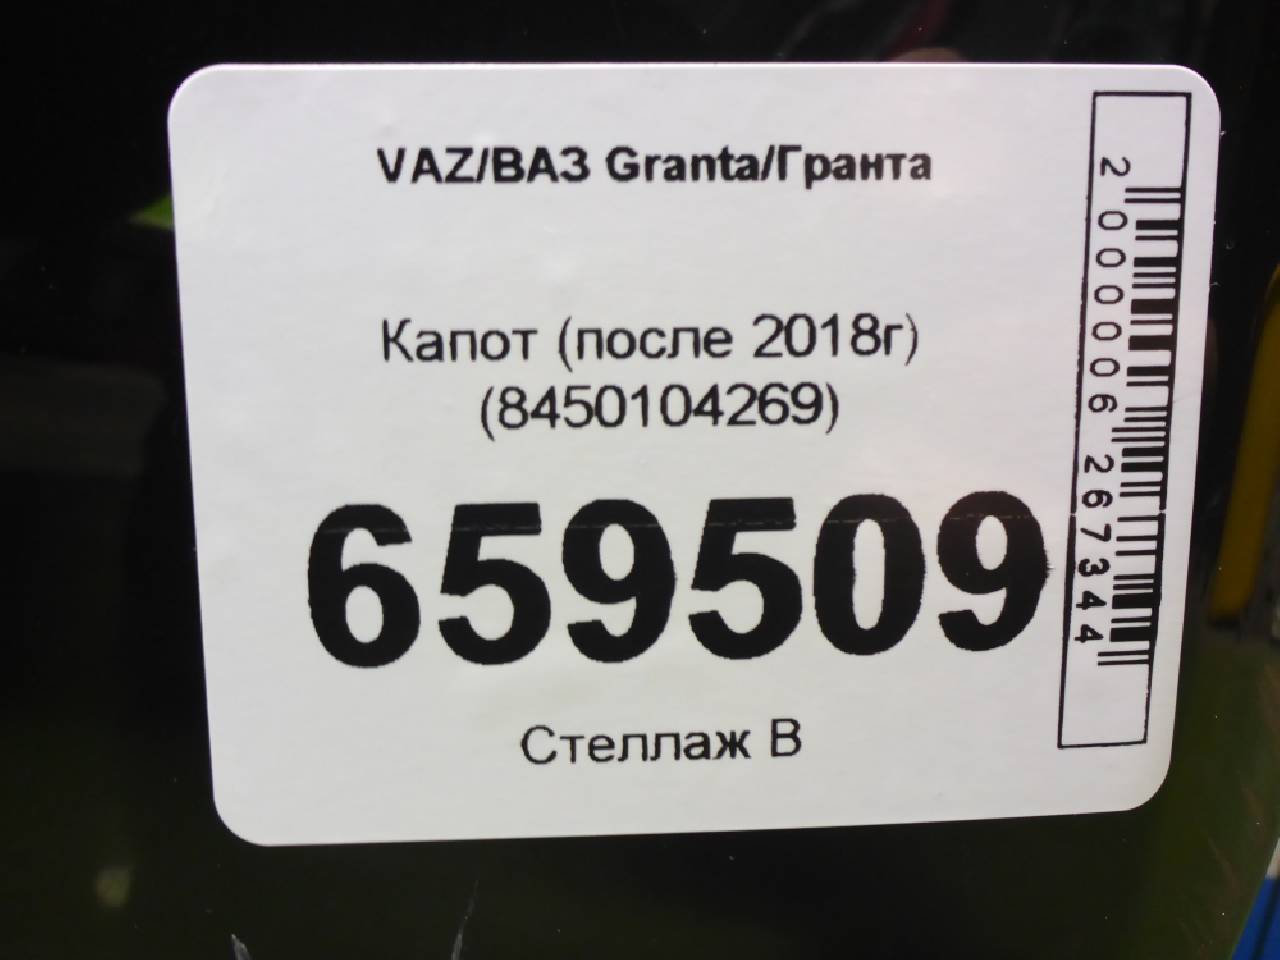 VAZ/ВАЗ Granta/Гранта
Капот (после 2018г)
(8450104269)
659509
Стеллаж В
2000006267344